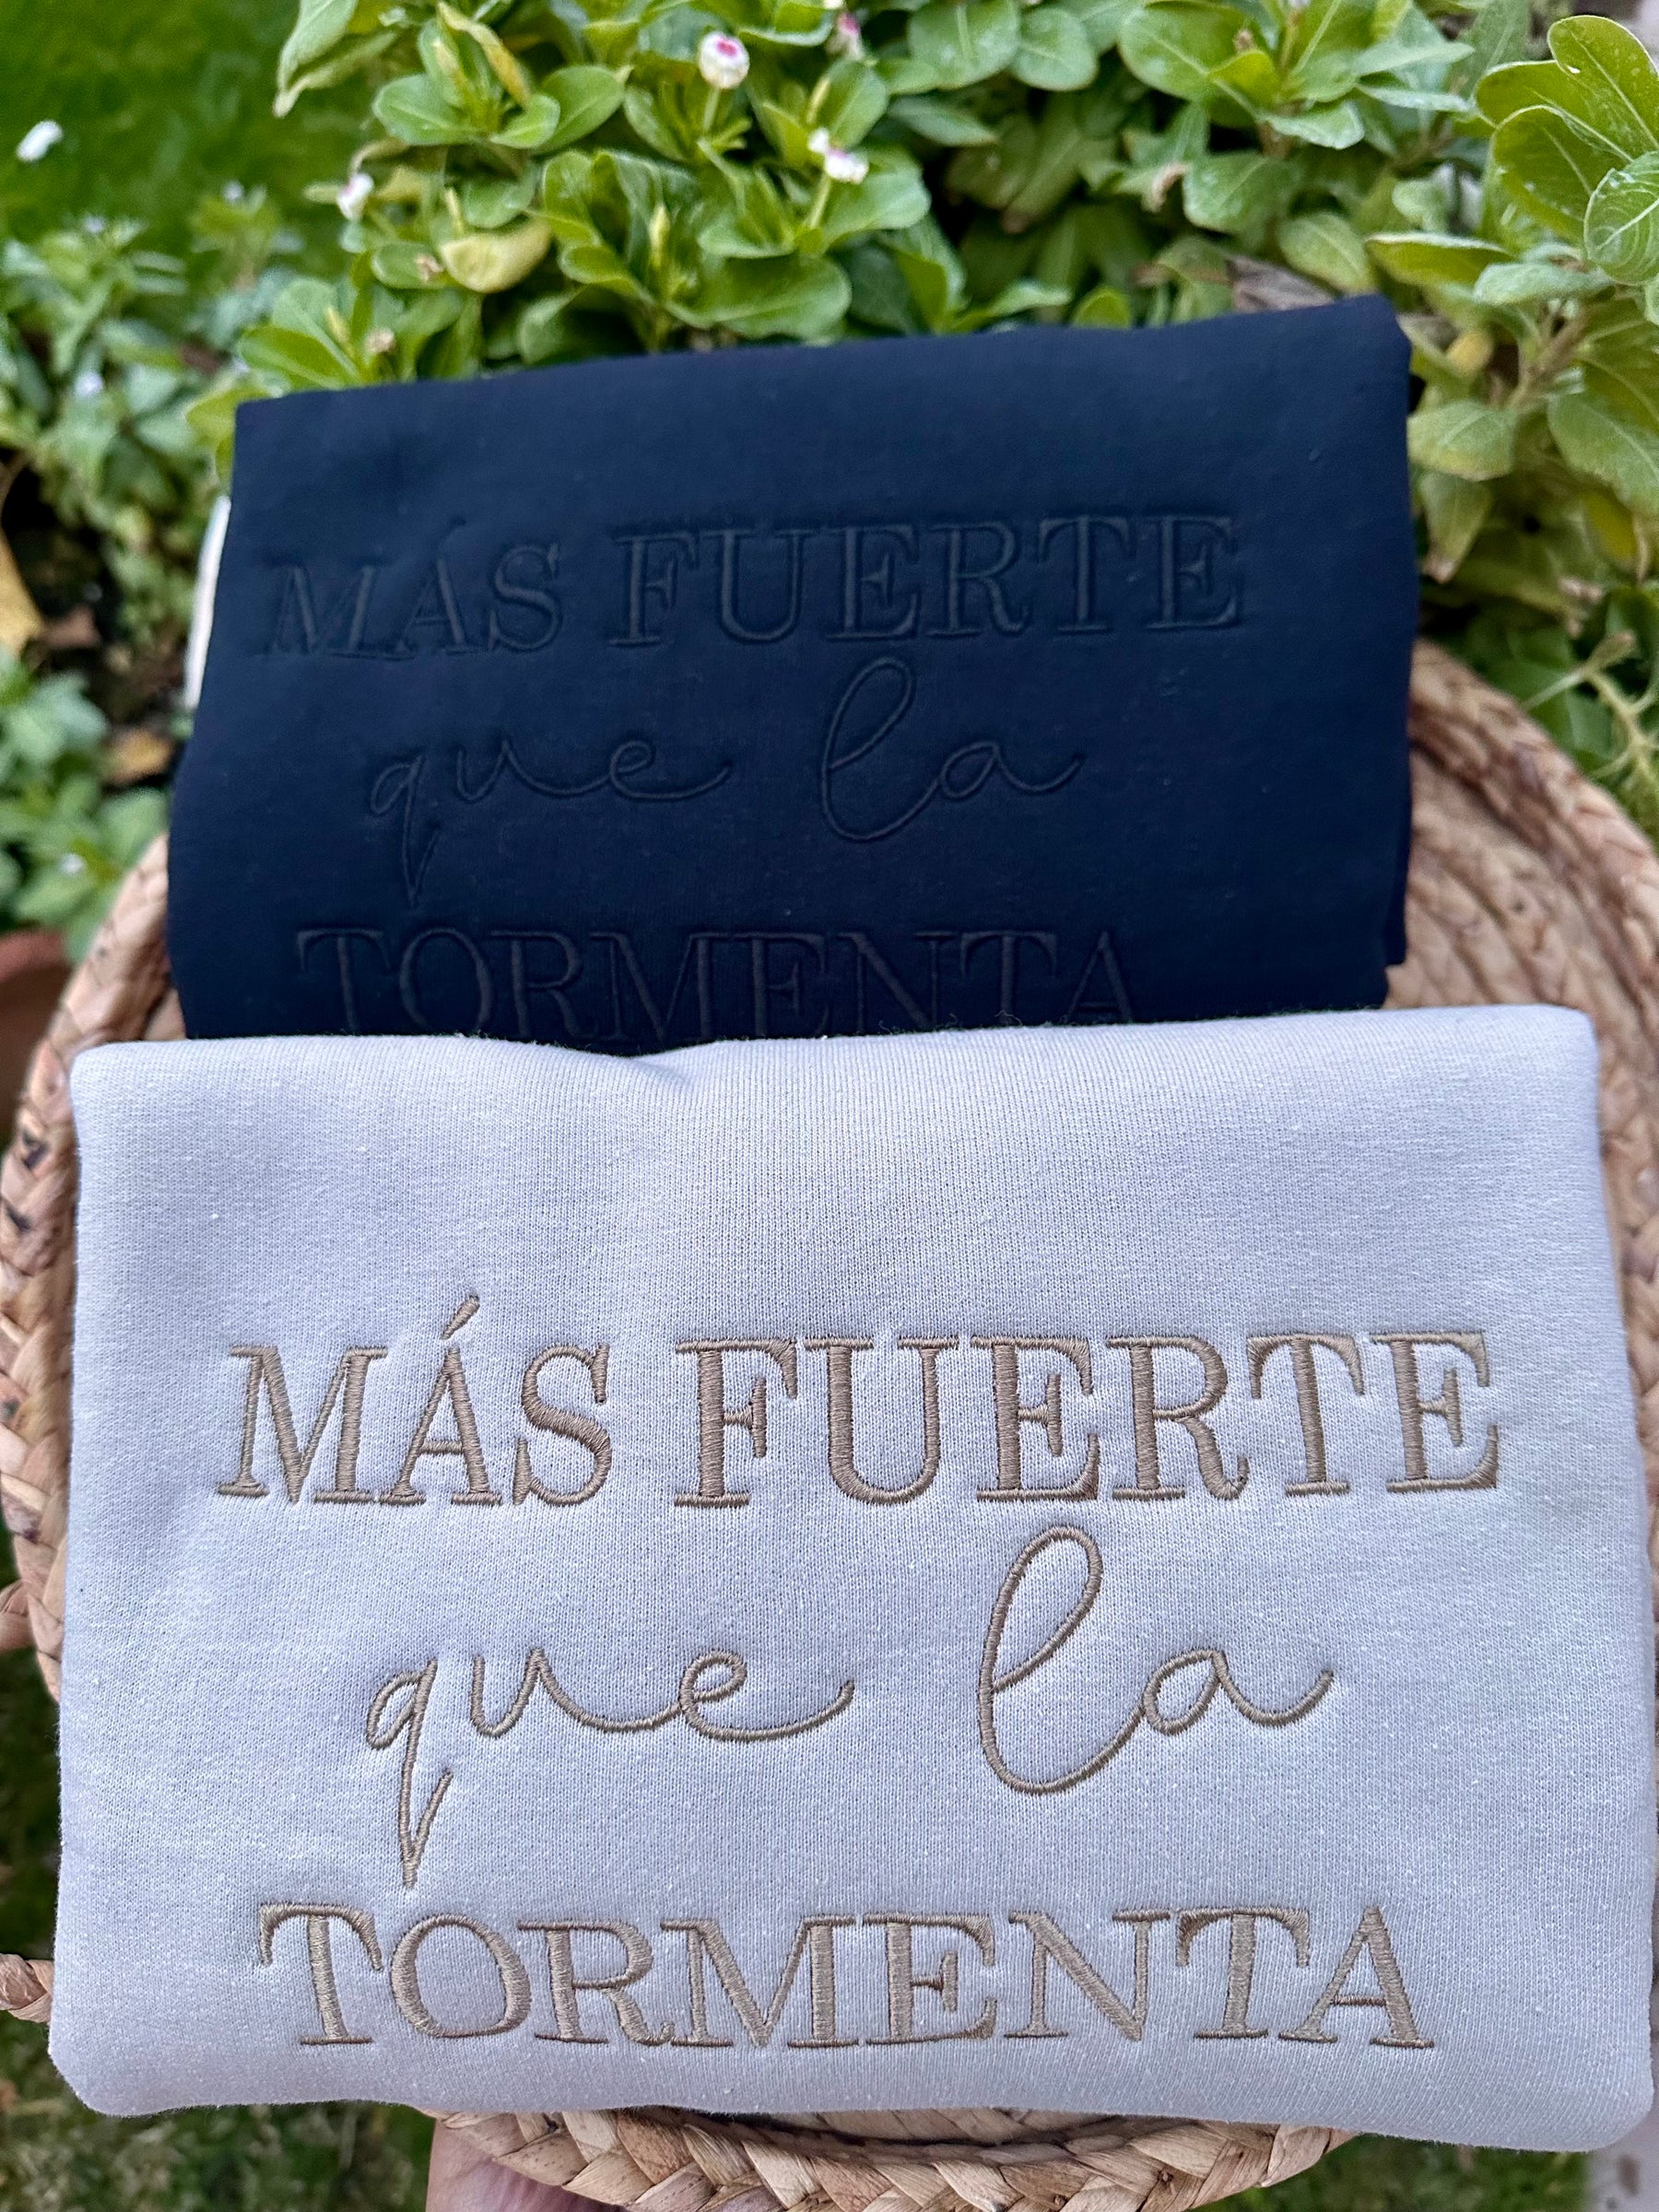 MÁS FUERTE
que la
TORMENTA
MÁS FUERTE
que la
TORMENTA